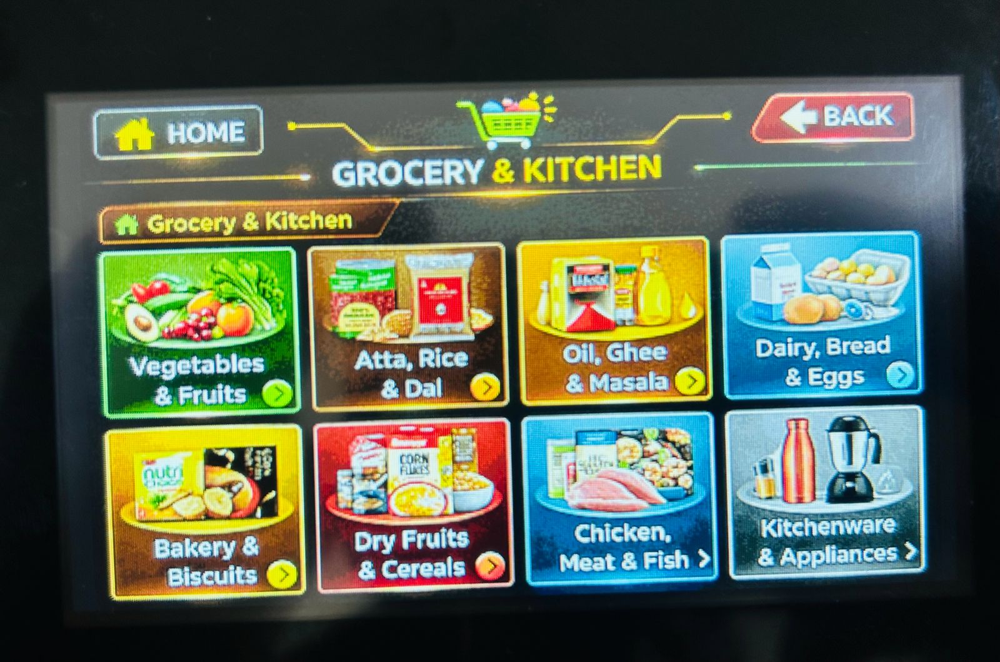 HOME
BACK
GROCERY & KITCHEN
Grocery & Kitchen
Vegetables
& Fruits
Atta, Rice
& Dal
Oil, Ghee
& Masala
Dairy, Bread
& Eggs
nutri
Bakery &
Biscuits
CORN
FLAKES
Dry Fruits
& Cereals
Chicken,
Meat & Fish
Kitchenware
& Appliances